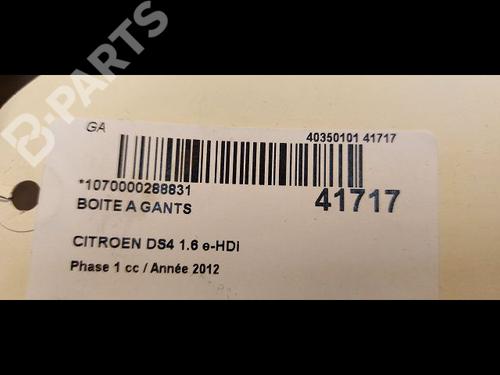 B-PARTS
GA
40350101 41717
*1070000288831
BOITE A GANTS
41717
CITROEN DS4 1.6 e-HDI
Phase 1 cc / Année 2012